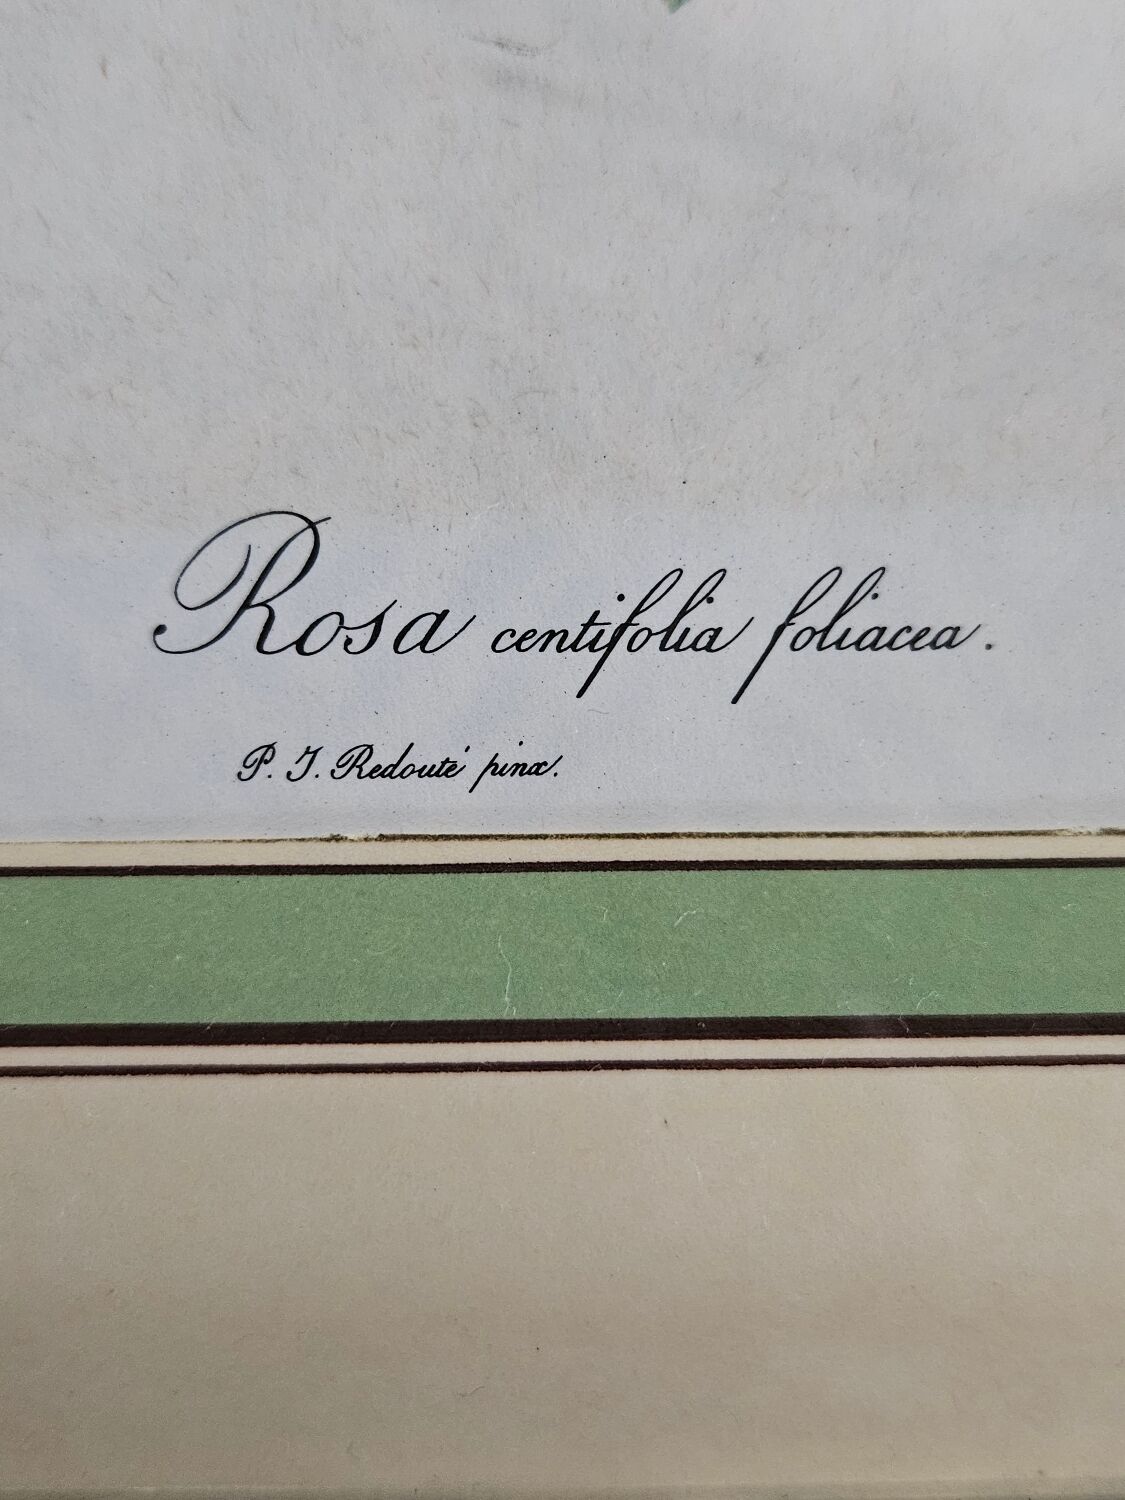 Rosa centifolia foliacea.
P. J. Redouté pinx.